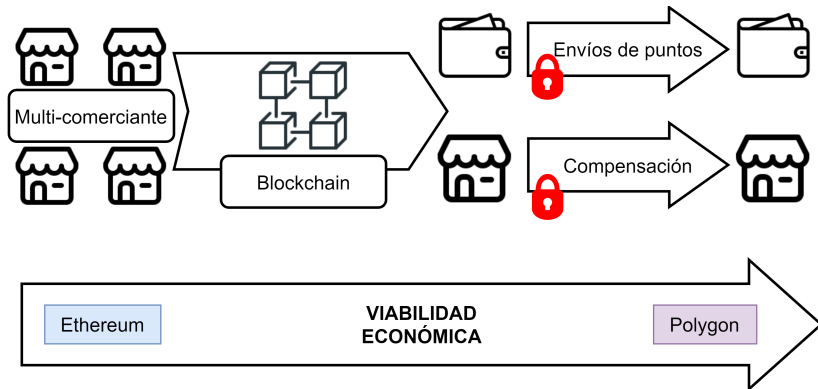 Envíos de puntos
Multi-comerciante
Blockchain
Compensación
Ethereum
VIABILIDAD
ECONÓMICA
Polygon